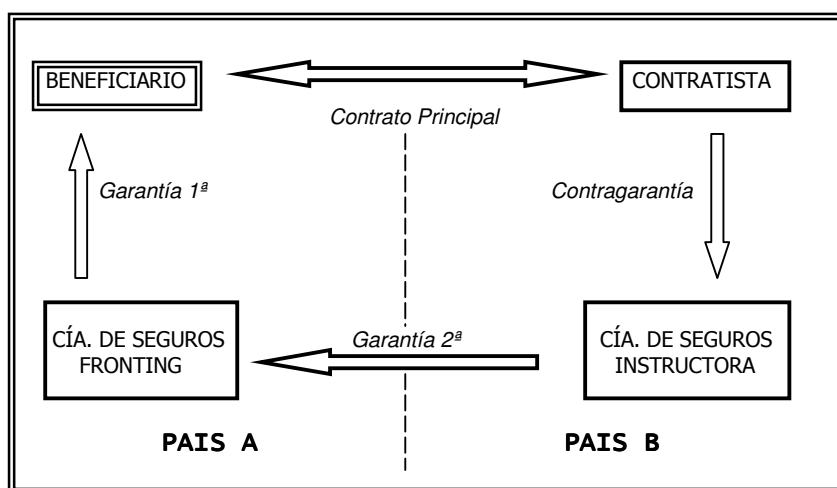 BENEFICIARIO
CONTRATISTA
Contrato Principal
Garantía 1ª
Contragarantía
CÍA. DE SEGUROS
FRONTING
Garantía 2ª
CÍA. DE SEGUROS
INSTRUCTORA
PAIS A
PAIS B